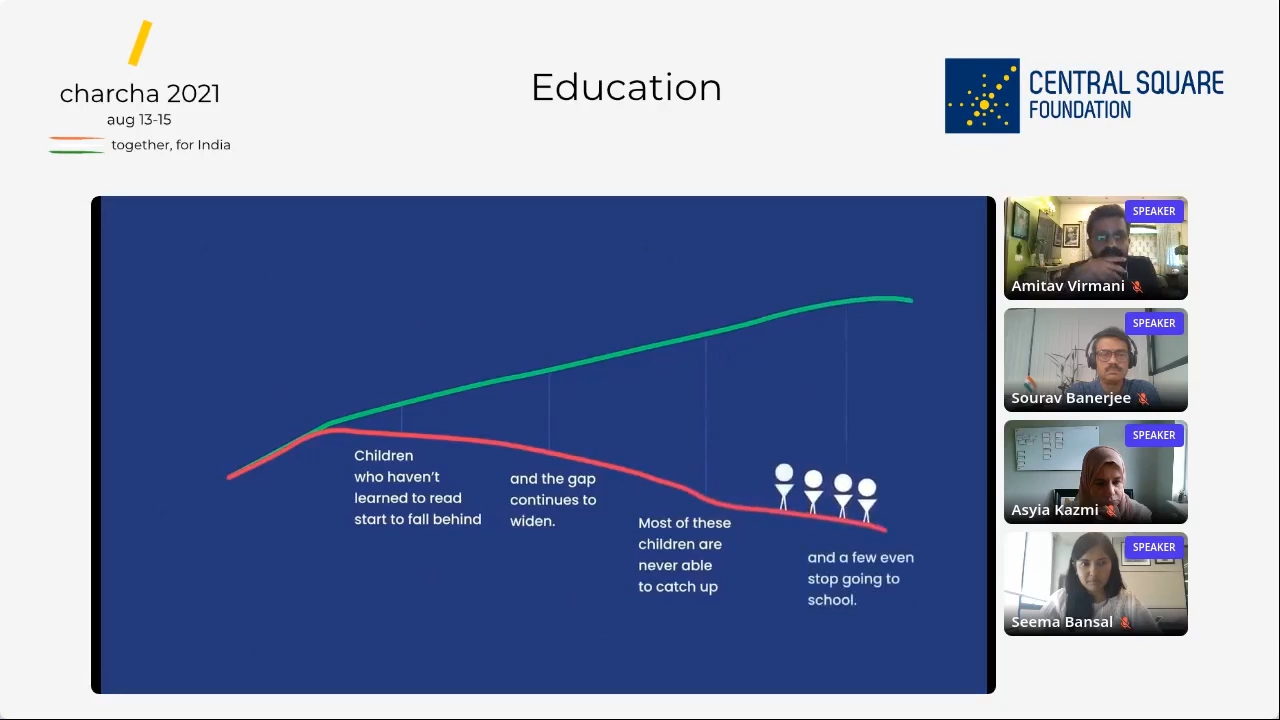 charcha 2021
aug 13-15
together, for India
Education
CENTRAL SQUARE
FOUNDATION
Children
who haven’t
learned to read
start to fall behind
and the gap
continues to
widen.
Most of these
children are
never able
to catch up
and a few even
stop going to
school.
SPEAKER
Amitav Virmani
SPEAKER
Sourav Banerjee
SPEAKER
Asyia Kazmi
SPEAKER
Seema Bansal